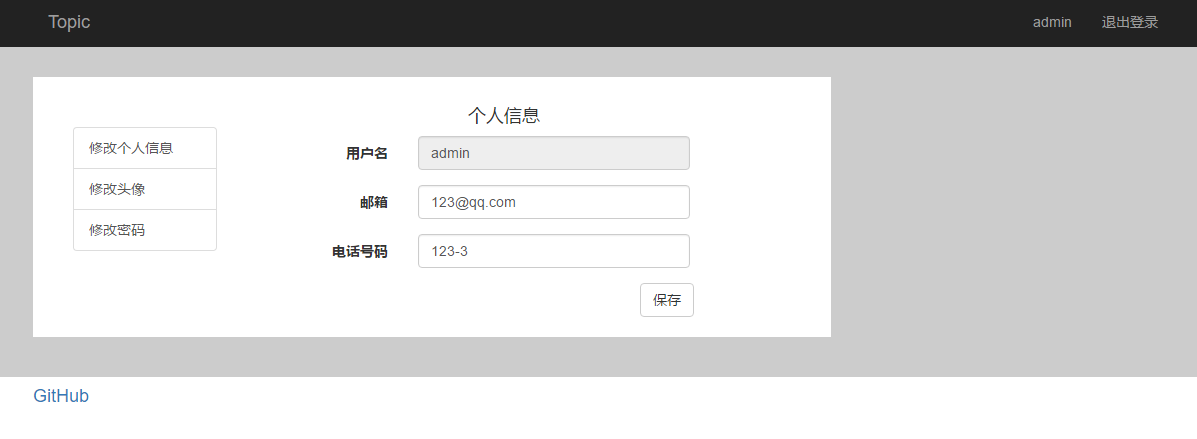 Topic admin 退出登录
个人信息
修改个人信息
修改头像
修改密码
用户名 admin
邮箱 123@qq.com
电话号码 123-3
保存
GitHub